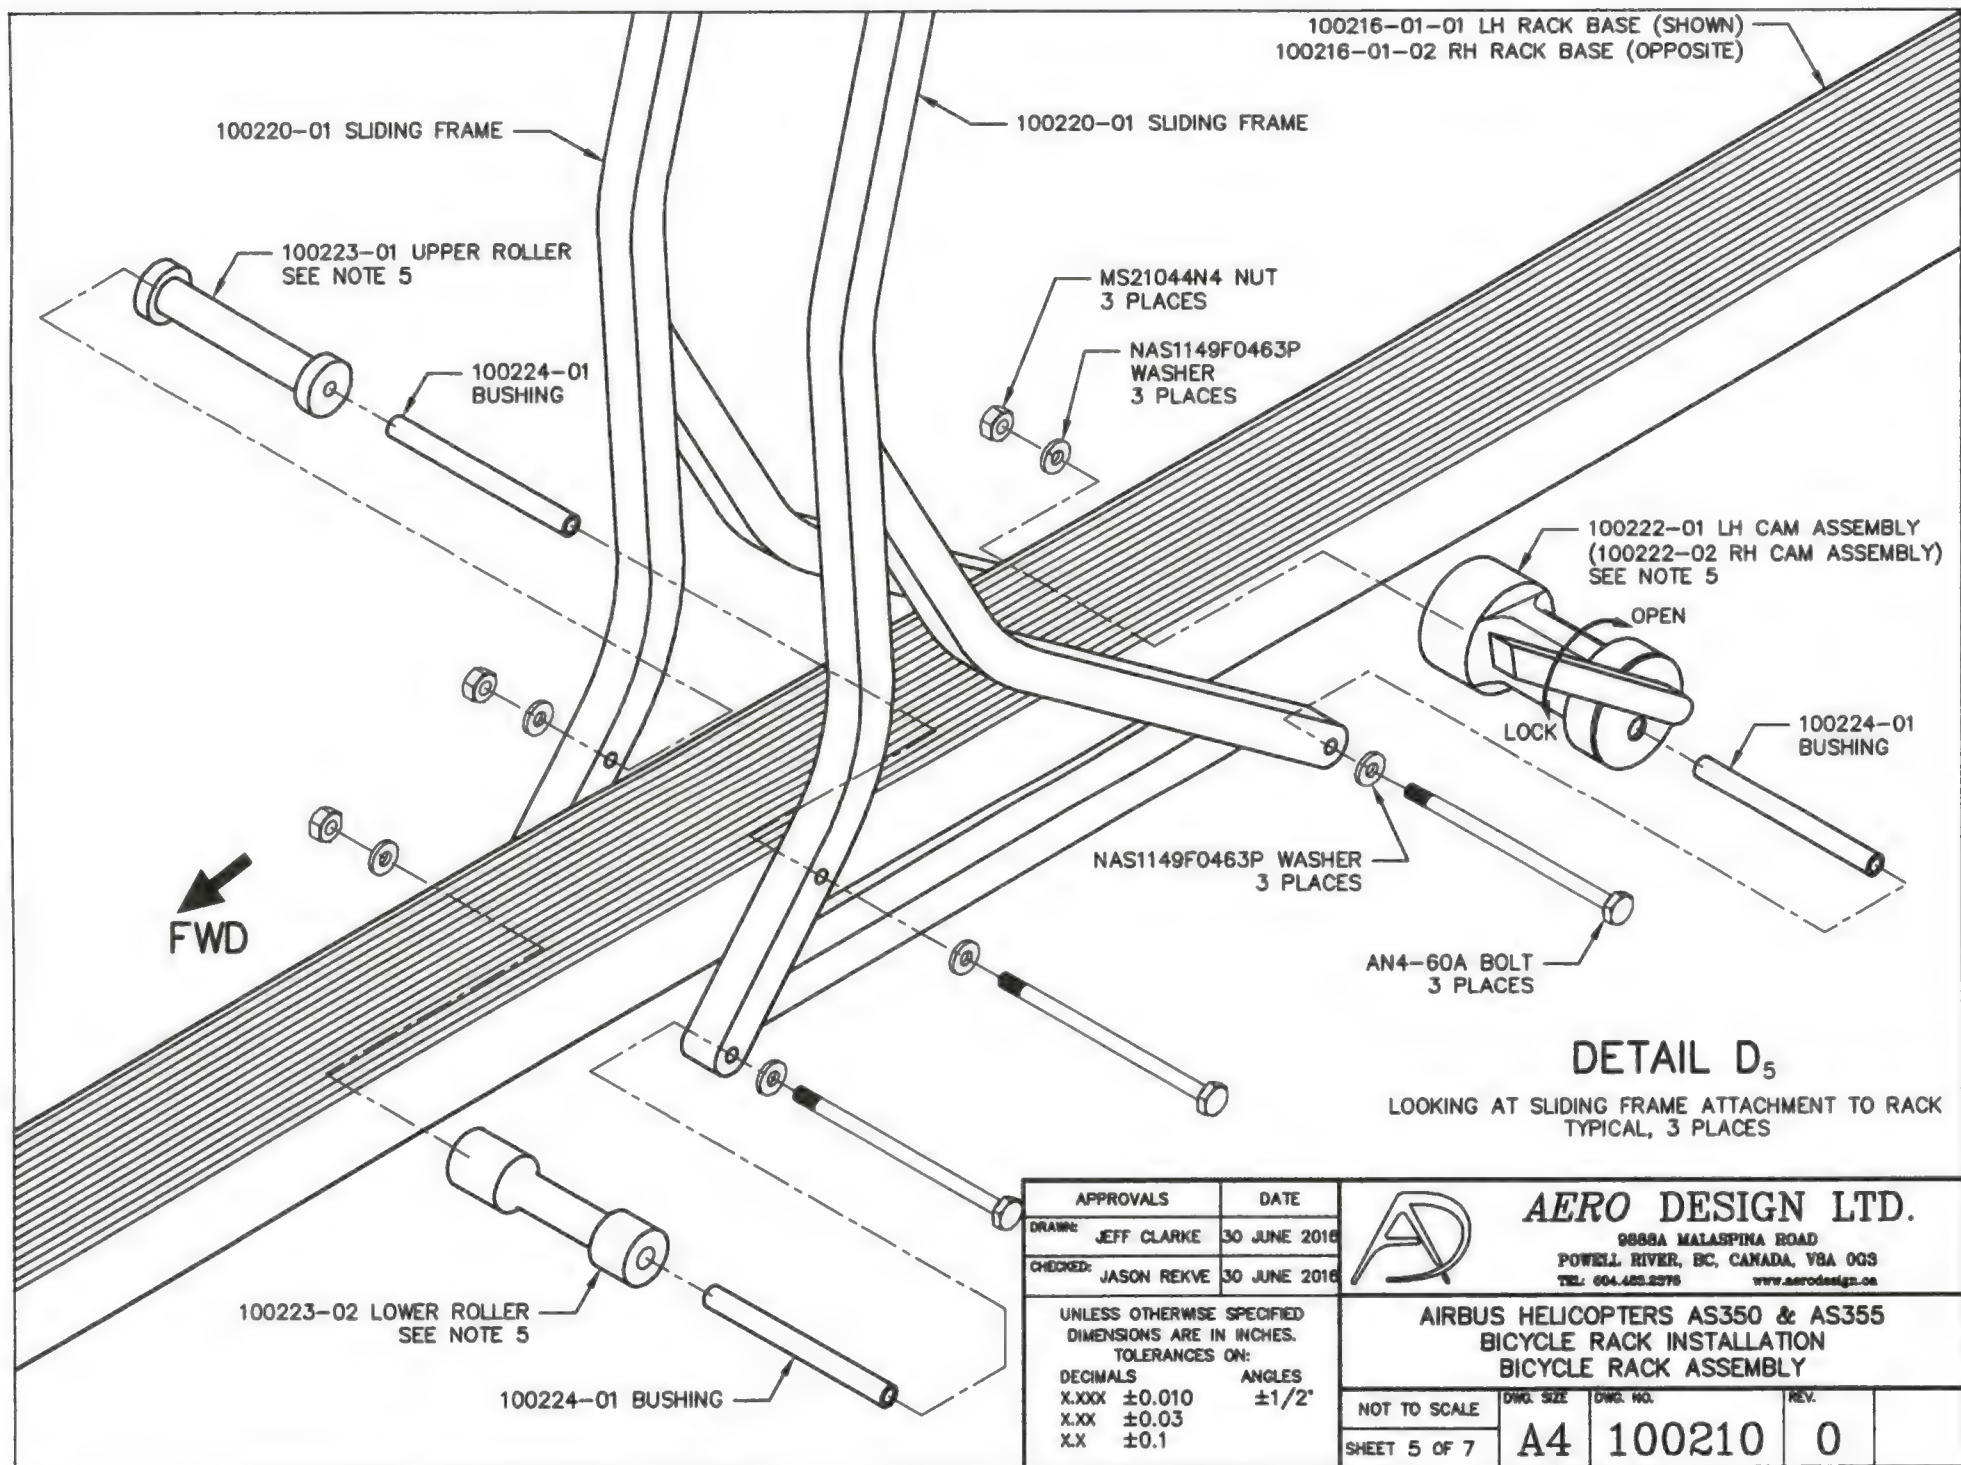 100216-01-01 LH RACK BASE (SHOWN)
100216-01-02 RH RACK BASE (OPPOSITE)
100220-01 SLIDING FRAME
100220-01 SLIDING FRAME
100223-01 UPPER ROLLER
SEE NOTE 5
MS21044N4 NUT
3 PLACES
NAS1149F0463P
WASHER
3 PLACES
100224-01
BUSHING
100222-01 LH CAM ASSEMBLY
(100222-02 RH CAM ASSEMBLY)
SEE NOTE 5
OPEN
LOCK
100224-01
BUSHING
NAS1149F0463P WASHER
3 PLACES
FWD
AN4-60A BOLT
3 PLACES
DETAIL D5
LOOKING AT SLIDING FRAME ATTACHMENT TO RACK
TYPICAL, 3 PLACES
100223-02 LOWER ROLLER
SEE NOTE 5
100224-01 BUSHING
APPROVALS DATE
DRAWN: JEFF CLARKE 30 JUNE 2016
CHECKED: JASON REKVE 30 JUNE 2016
UNLESS OTHERWISE SPECIFIED
DIMENSIONS ARE IN INCHES.
TOLERANCES ON:
DECIMALS ANGLES
X.XXX ±0.010 ±1/2°
X.XX ±0.03
X.X ±0.1
AD
AERO DESIGN LTD.
9888A MALASPINA ROAD
POWELL RIVER, BC, CANADA, V8A 0G3
TEL: 604.483.2376 www.aerodesign.ca
AIRBUS HELICOPTERS AS350 & AS355
BICYCLE RACK INSTALLATION
BICYCLE RACK ASSEMBLY
NOT TO SCALE
SHEET 5 OF 7
DWG. SIZE
A4
DWG. NO.
100210
REV.
0